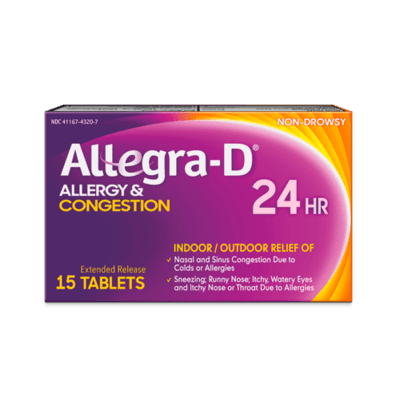 NDC 41167-4320-7
NON-DROWSY
Allegra-D®
ALLERGY &
CONGESTION
24 HR
INDOOR / OUTDOOR RELIEF OF
✓ Nasal and Sinus Congestion Due to
Colds or Allergies
✓ Sneezing; Runny Nose; Itchy, Watery Eyes
and Itchy Nose or Throat Due to Allergies
Extended Release
15 TABLETS